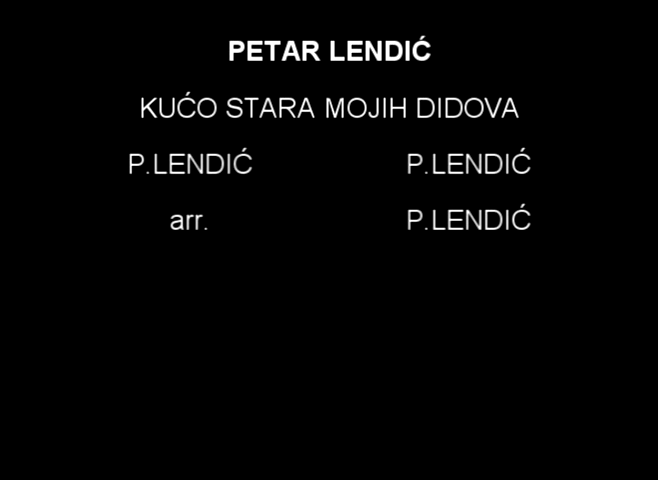 PETAR LENDIĆ
KUĆO STARA MOJIH DIDOVA
P.LENDIĆ P.LENDIĆ
arr. P.LENDIĆ